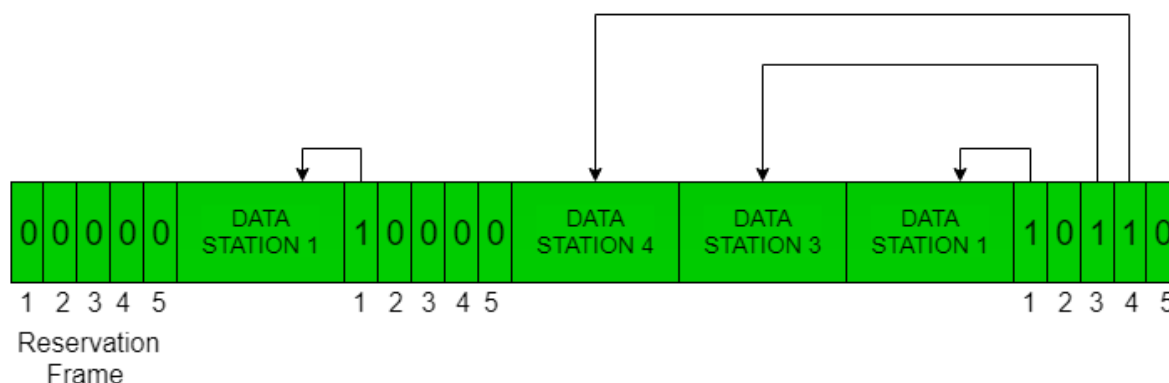 0 0 0 0 0 DATA STATION 1 1 0 0 0 0 DATA STATION 4 DATA STATION 3 DATA STATION 1 1 0 1 1 0
1 2 3 4 5 1 2 3 4 5 1 2 3 4 5
Reservation
Frame